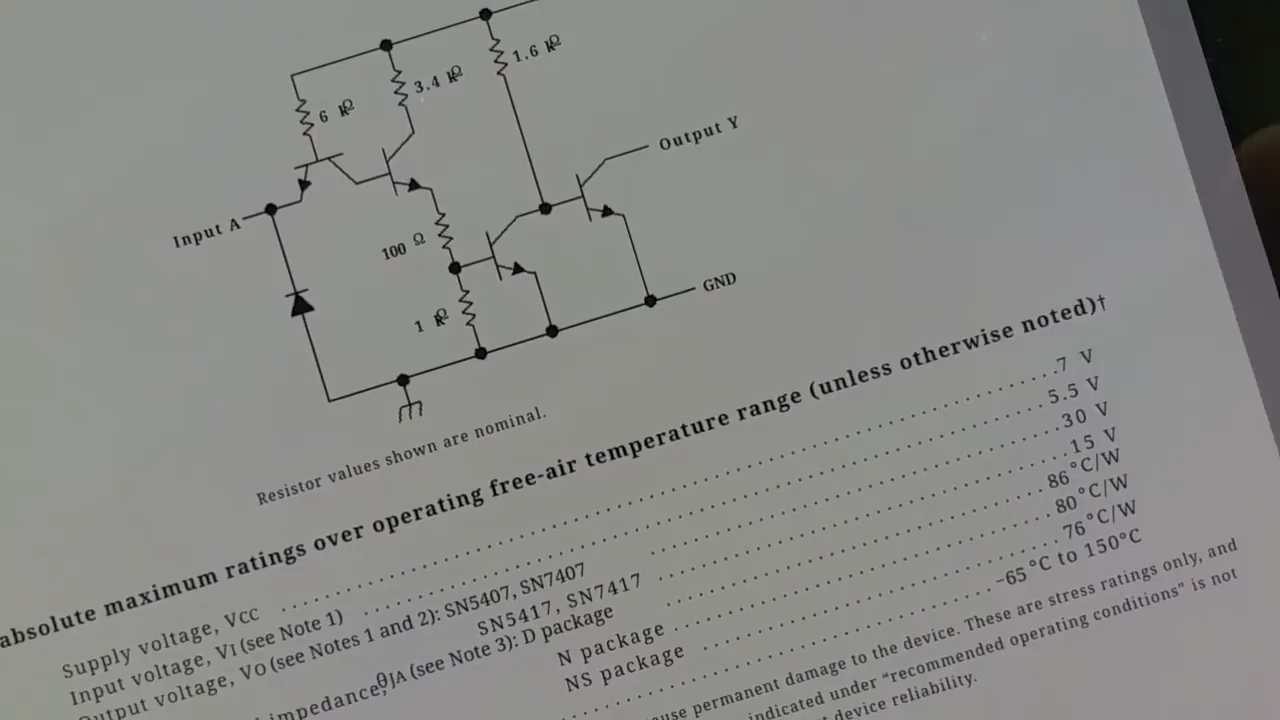 1.6 kΩ
3.4 kΩ
6 kΩ
Output Y
Input A
100 Ω
GND
1 kΩ
Resistor values shown are nominal.
absolute maximum ratings over operating free-air temperature range (unless otherwise noted)†
Supply voltage, VCC ........ 7 V
Input voltage, VI (see Note 1) ........ 5.5 V
Output voltage, VO (see Notes 1 and 2): SN5407, SN7407 ........ 30 V
SN5417, SN7417 ........ 15 V
impedance, θJA (see Note 3): D package ........ 86°C/W
N package ........ 80°C/W
NS package ........ 76°C/W
........ −65°C to 150°C
permanent damage to the device. These are stress ratings only, and
indicated under “recommended operating conditions” is not
device reliability.